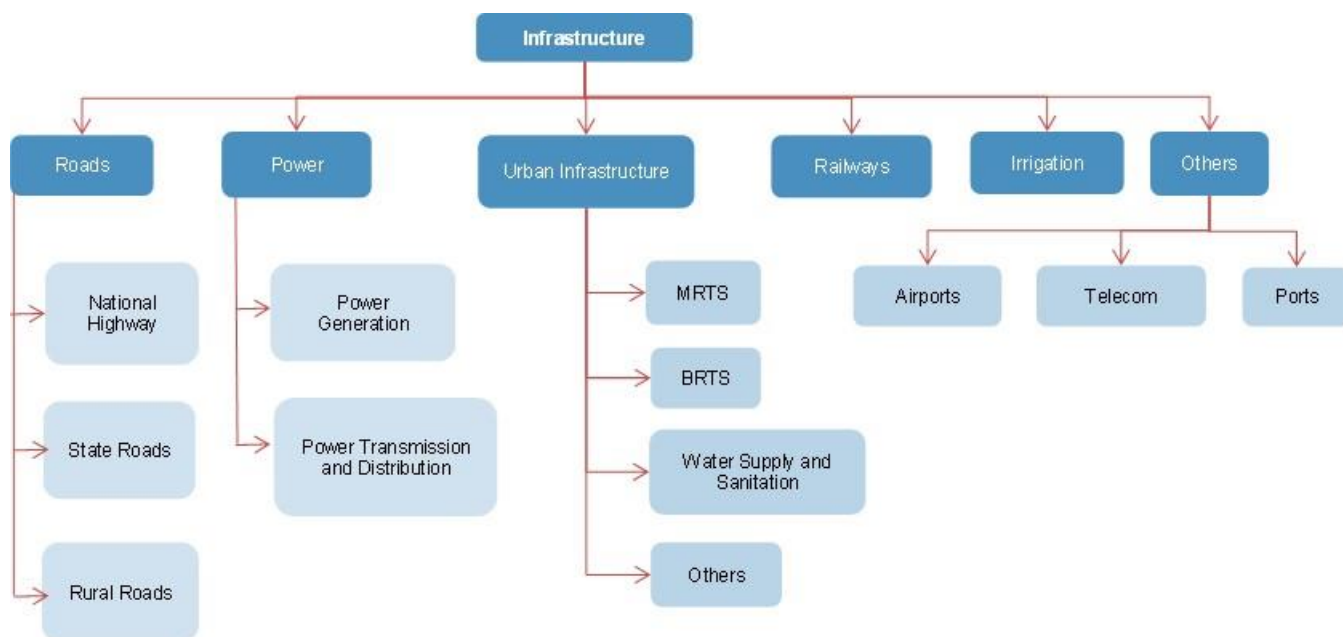 Infrastructure
Roads
Power
Urban Infrastructure
Railways
Irrigation
Others
National
Highway
State Roads
Rural Roads
Power
Generation
Power Transmission
and Distribution
MRTS
BRTS
Water Supply and
Sanitation
Others
Airports
Telecom
Ports